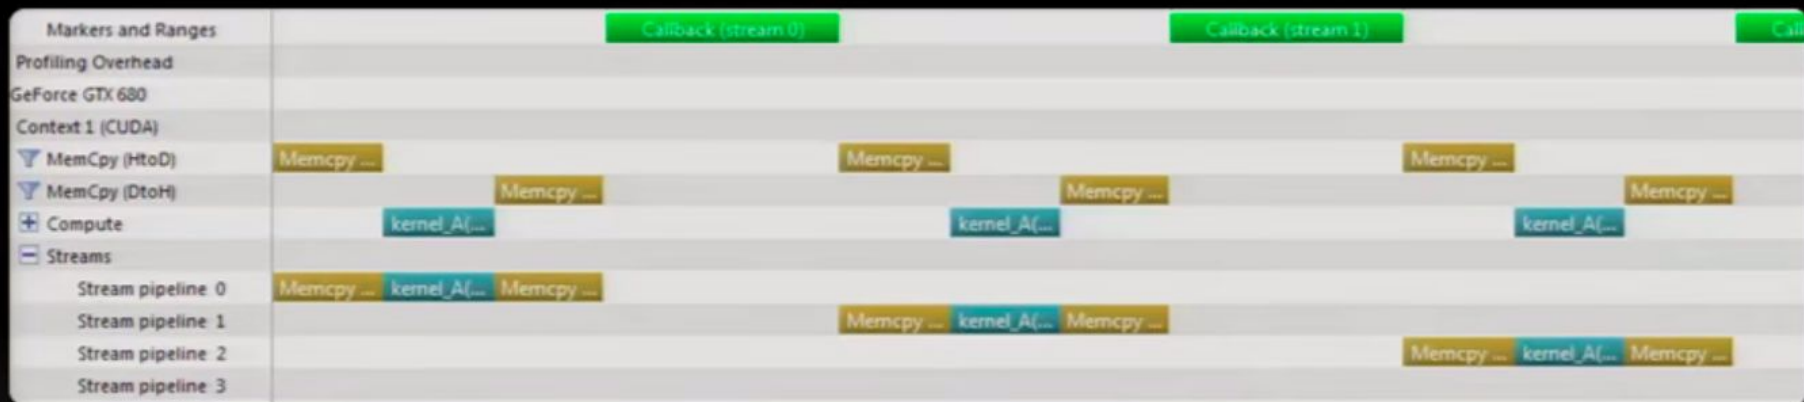 Markers and Ranges Callback (stream 0) Callback (stream 1) Call
Profiling Overhead
GeForce GTX 680
Context 1 (CUDA)
MemCpy (HtoD) Memcpy ... Memcpy ... Memcpy ...
MemCpy (DtoH) Memcpy ... Memcpy ... Memcpy ...
Compute kernel_A(... kernel_A(... kernel_A(...
Streams
Stream pipeline 0 Memcpy ... kernel_A(... Memcpy ...
Stream pipeline 1 Memcpy ... kernel_A(... Memcpy ...
Stream pipeline 2 Memcpy ... kernel_A(... Memcpy ...
Stream pipeline 3